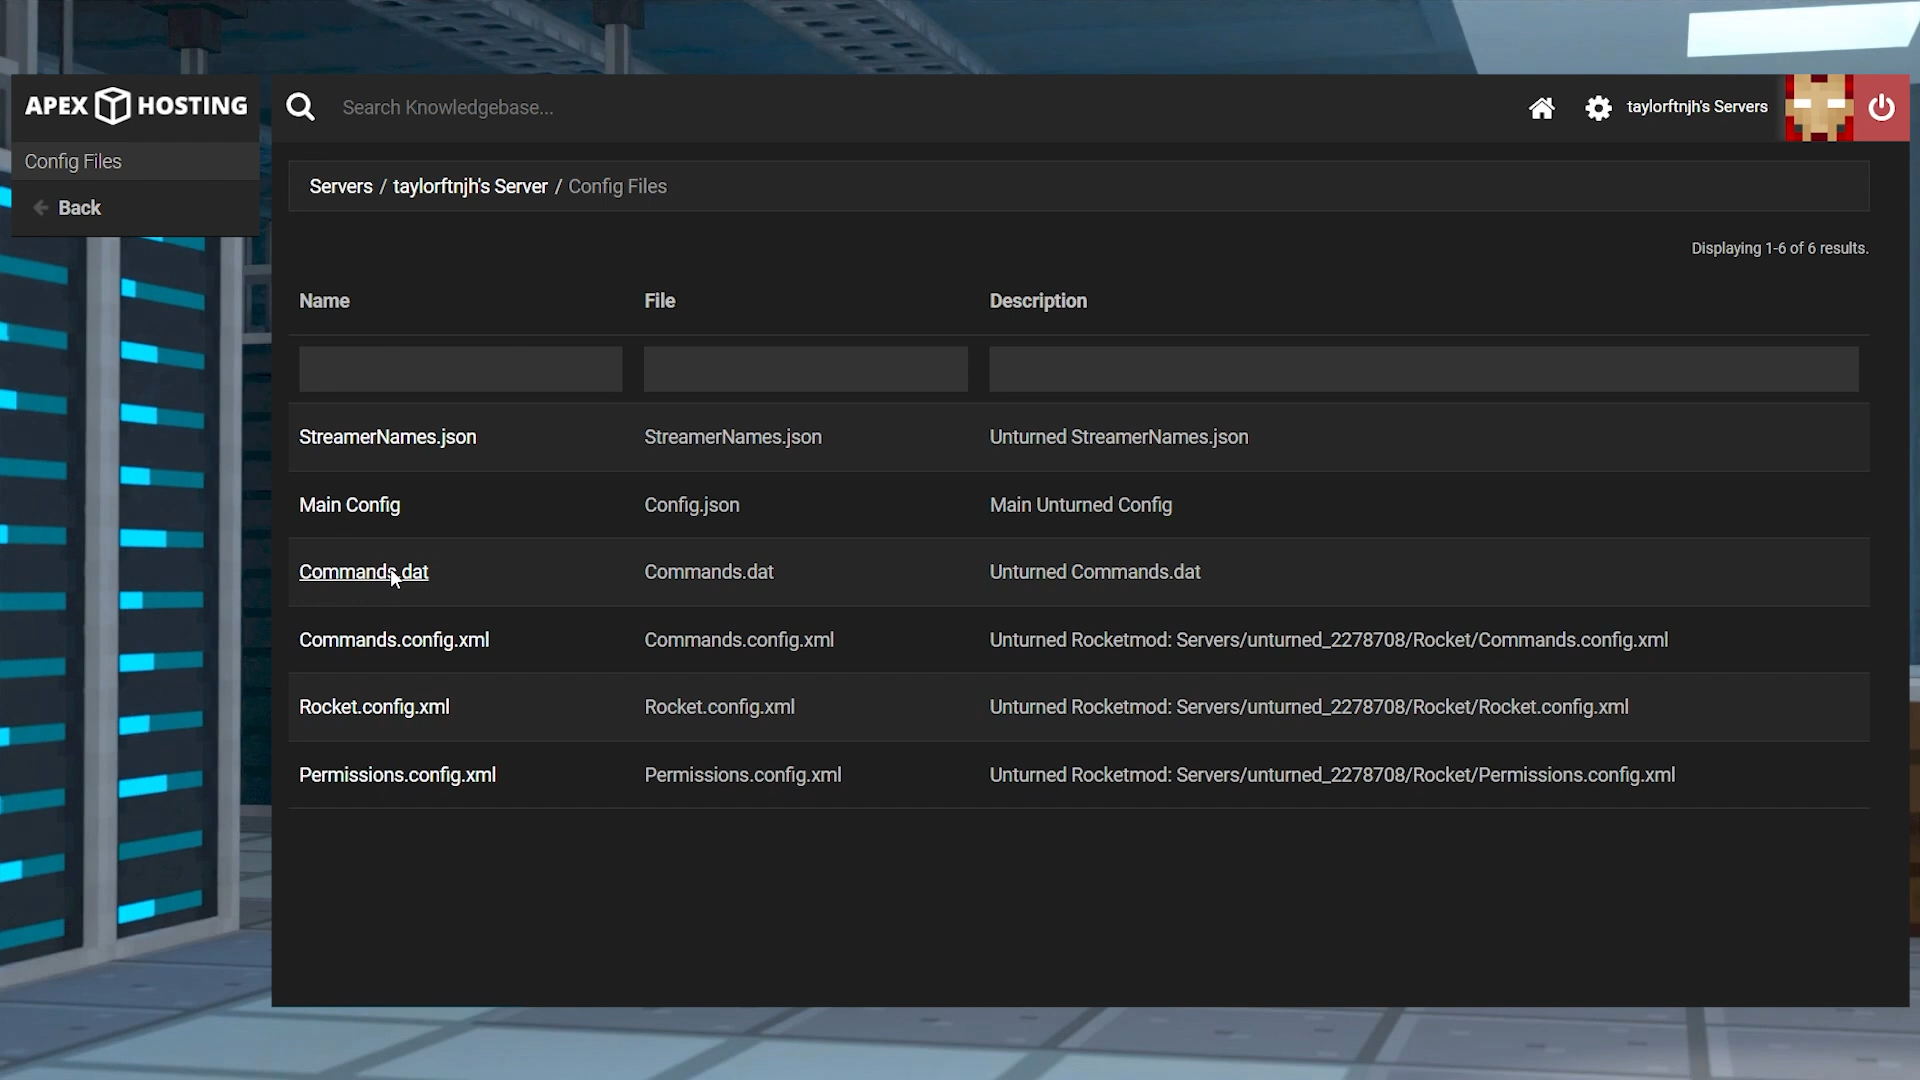 APEX HOSTING
Search Knowledgebase...
taylorftnjh's Servers
Config Files
Back
Servers / taylorftnjh's Server / Config Files
Displaying 1-6 of 6 results.
Name File Description
StreamerNames.json StreamerNames.json Unturned StreamerNames.json
Main Config Config.json Main Unturned Config
Commands.dat Commands.dat Unturned Commands.dat
Commands.config.xml Commands.config.xml Unturned Rocketmod: Servers/unturned_2278708/Rocket/Commands.config.xml
Rocket.config.xml Rocket.config.xml Unturned Rocketmod: Servers/unturned_2278708/Rocket/Rocket.config.xml
Permissions.config.xml Permissions.config.xml Unturned Rocketmod: Servers/unturned_2278708/Rocket/Permissions.config.xml